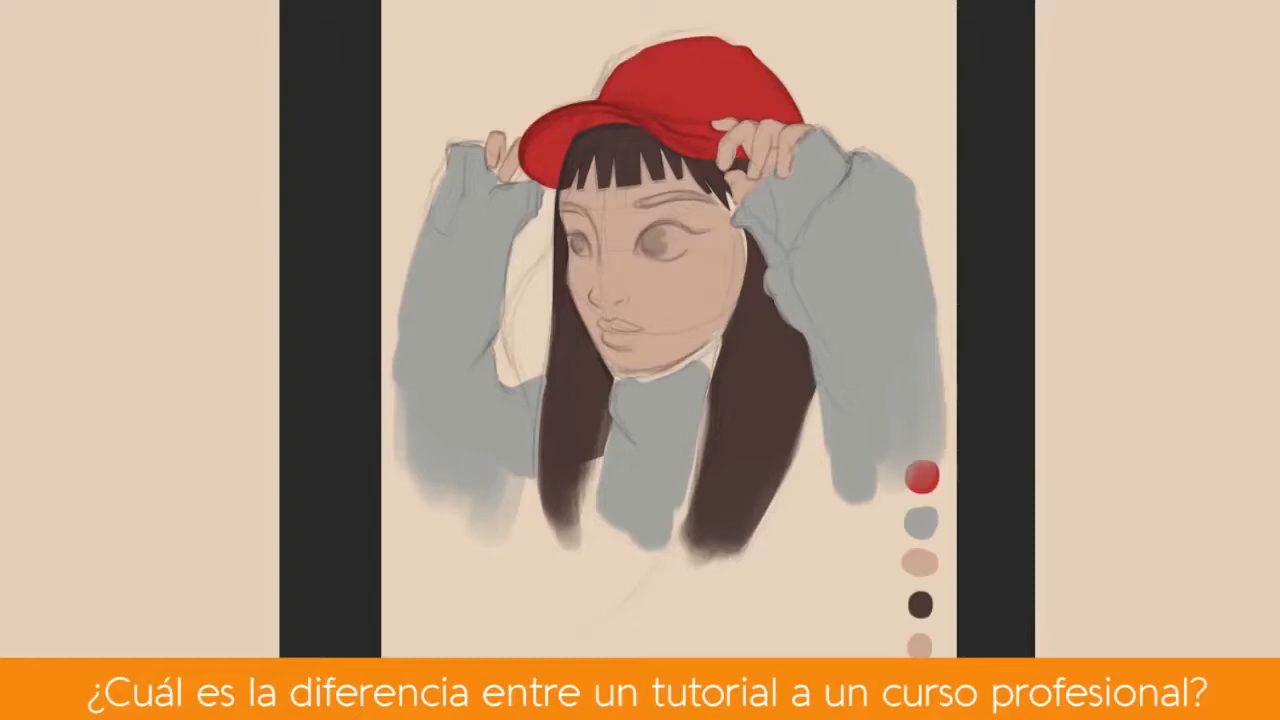 ¿Cuál es la diferencia entre un tutorial a un curso profesional?